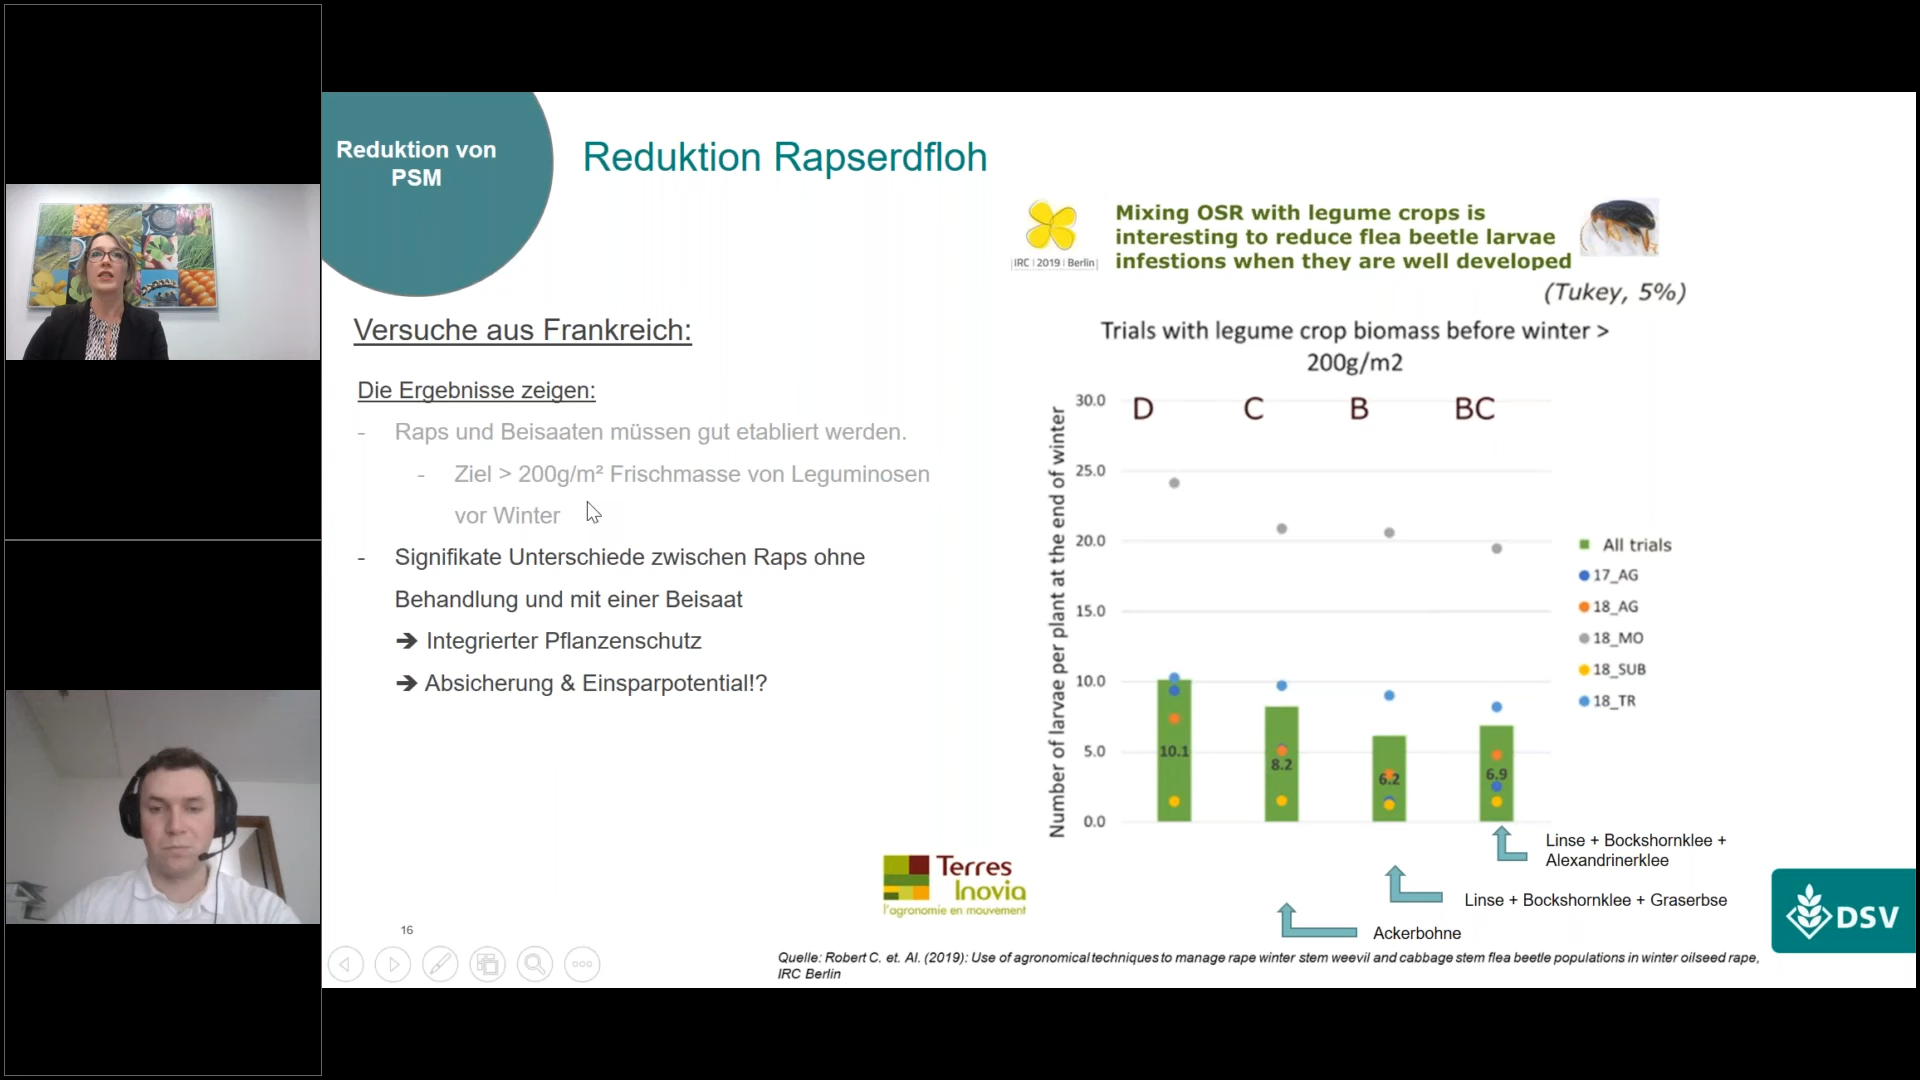 Reduktion von
PSM
Reduktion Rapserdfloh
IRC | 2019 | Berlin
Mixing OSR with legume crops is
interesting to reduce flea beetle larvae
infestions when they are well developed
(Tukey, 5%)
Versuche aus Frankreich:
Die Ergebnisse zeigen:
- Raps und Beisaaten müssen gut etabliert werden.
- Ziel > 200g/m² Frischmasse von Leguminosen
vor Winter
- Signifikate Unterschiede zwischen Raps ohne
Behandlung und mit einer Beisaat
➔ Integrierter Pflanzenschutz
➔ Absicherung & Einsparpotential!?
Trials with legume crop biomass before winter >
200g/m2
Number of larvae per plant at the end of winter
30.0
25.0
20.0
15.0
10.0
5.0
0.0
D C B BC
10.1
8.2
6.2
6.9
All trials
17_AG
18_AG
18_MO
18_SUB
18_TR
Linse + Bockshornklee +
Alexandrinerklee
Linse + Bockshornklee + Graserbse
Ackerbohne
Terres
Inovia
l'agronomie en mouvement
DSV
16
Quelle: Robert C. et. Al. (2019): Use of agronomical techniques to manage rape winter stem weevil and cabbage stem flea beetle populations in winter oilseed rape,
IRC Berlin